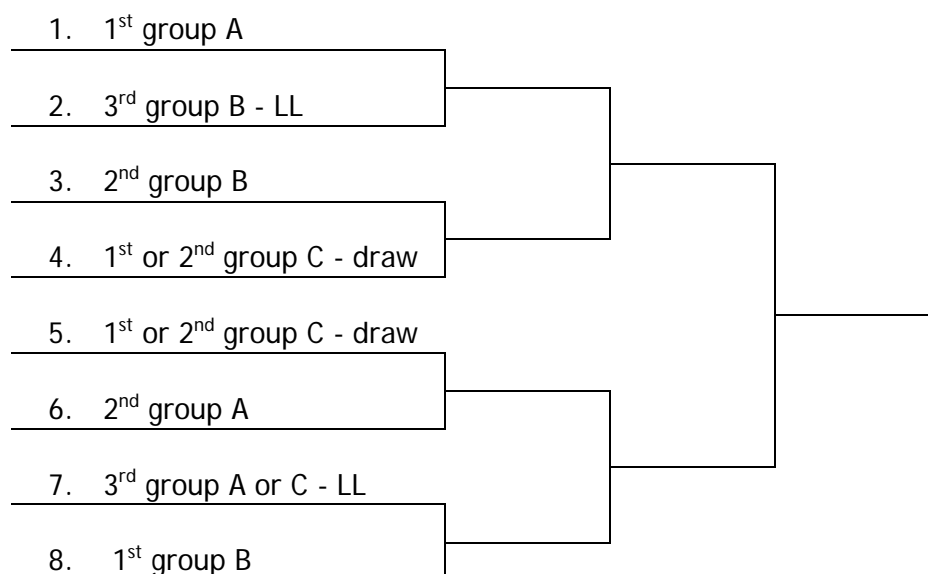 1. 1st group A
2. 3rd group B - LL
3. 2nd group B
4. 1st or 2nd group C - draw
5. 1st or 2nd group C - draw
6. 2nd group A
7. 3rd group A or C - LL
8. 1st group B